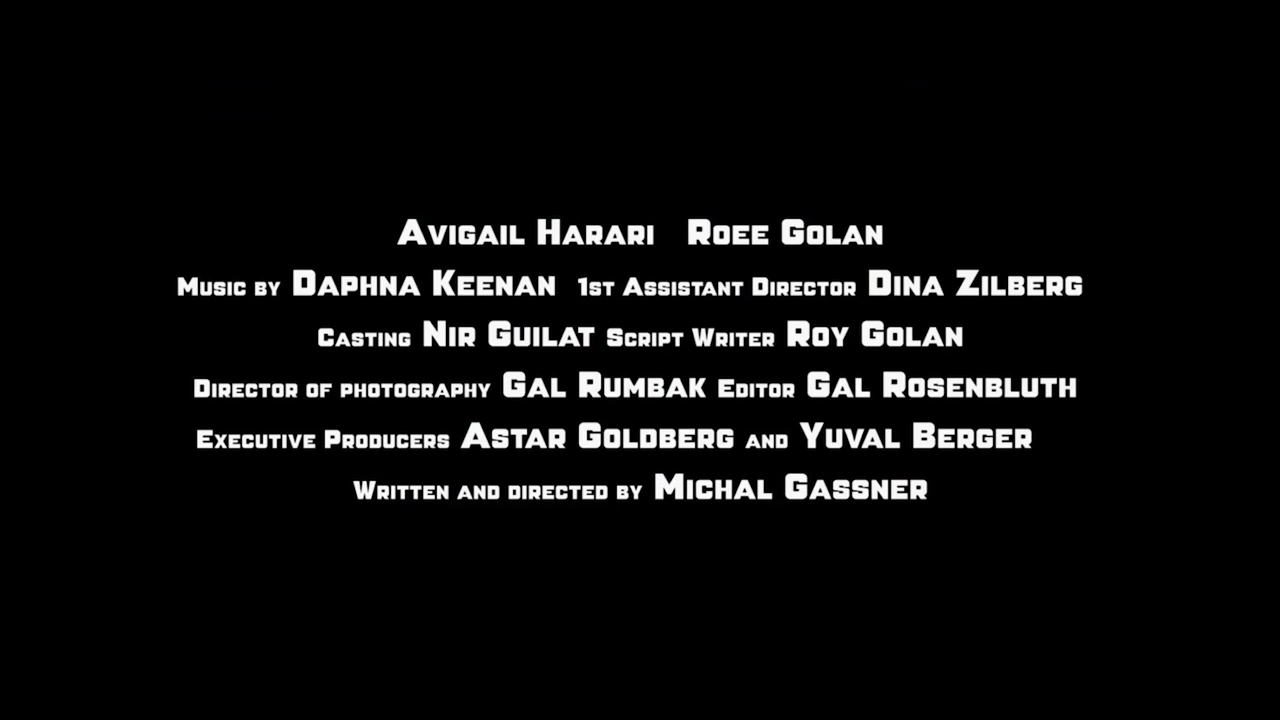 Avigail Harari Roee Golan
Music by Daphna Keenan 1st Assistant Director Dina Zilberg
Casting Nir Guilat Script Writer Roy Golan
Director of photography Gal Rumbak Editor Gal Rosenbluth
Executive Producers Astar Goldberg and Yuval Berger
Written and directed by Michal Gassner